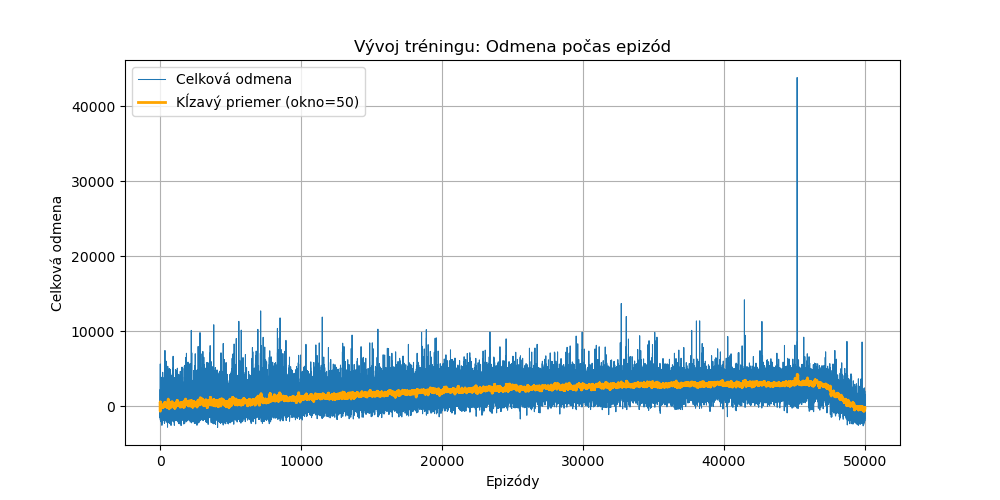 Vývoj tréningu: Odmena počas epizód
Celková odmena
Kĺzavý priemer (okno=50)
Celková odmena
40000
30000
20000
10000
0
0 10000 20000 30000 40000 50000
Epizódy